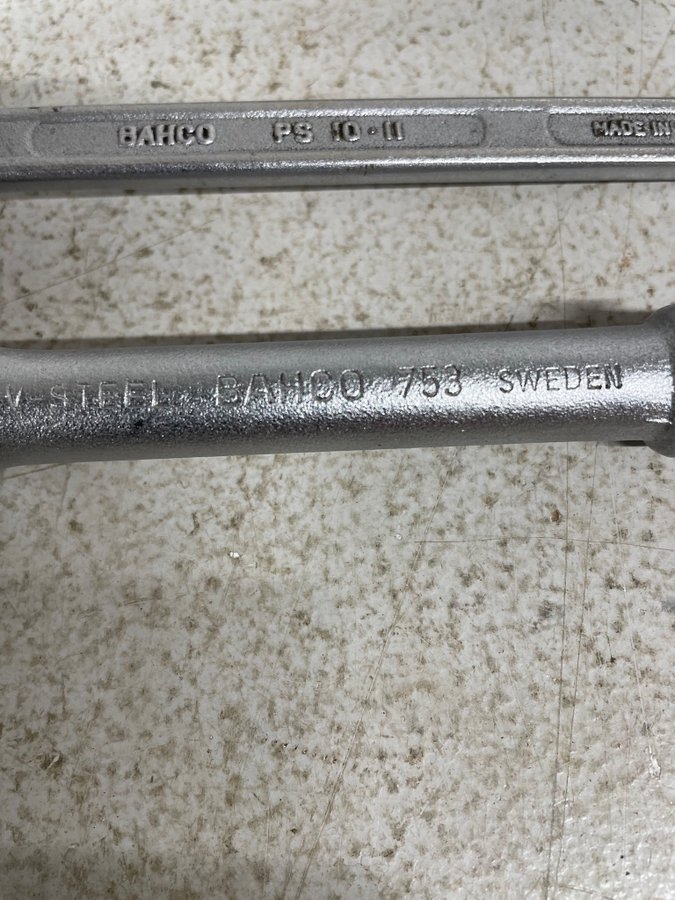 BAHCO PS 10·11 MADE IN
V-STEEL BAHCO 753 SWEDEN